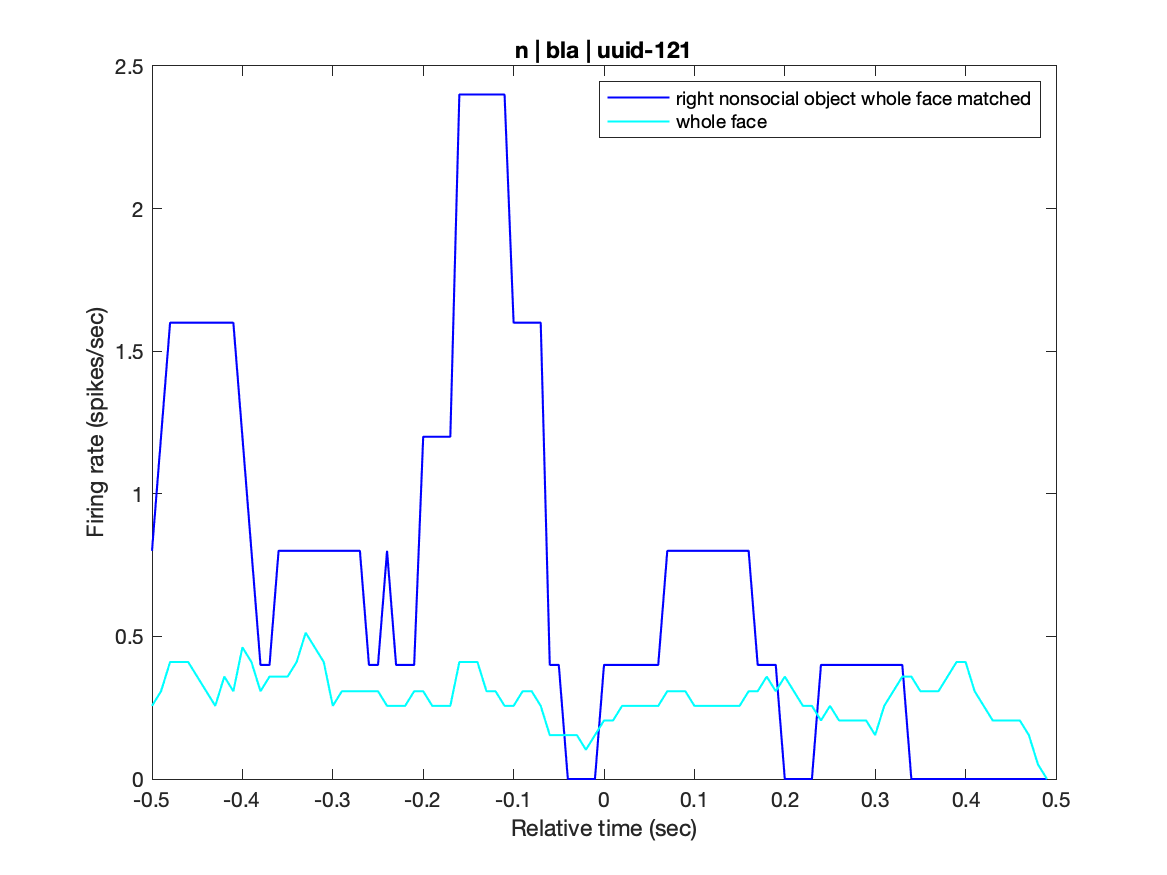 n | bla | uuid-121
right nonsocial object whole face matched
whole face
2.5
2
1.5
1
0.5
0
Firing rate (spikes/sec)
-0.5 -0.4 -0.3 -0.2 -0.1 0 0.1 0.2 0.3 0.4 0.5
Relative time (sec)